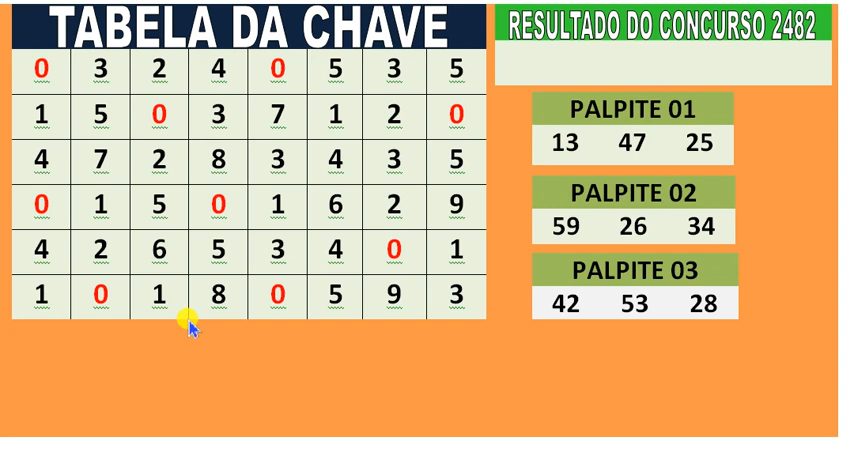 TABELA DA CHAVE
0 3 2 4 0 5 3 5
1 5 0 3 7 1 2 0
4 7 2 8 3 4 3 5
0 1 5 0 1 6 2 9
4 2 6 5 3 4 0 1
1 0 1 8 0 5 9 3
RESULTADO DO CONCURSO 2482
PALPITE 01
13 47 25
PALPITE 02
59 26 34
PALPITE 03
42 53 28